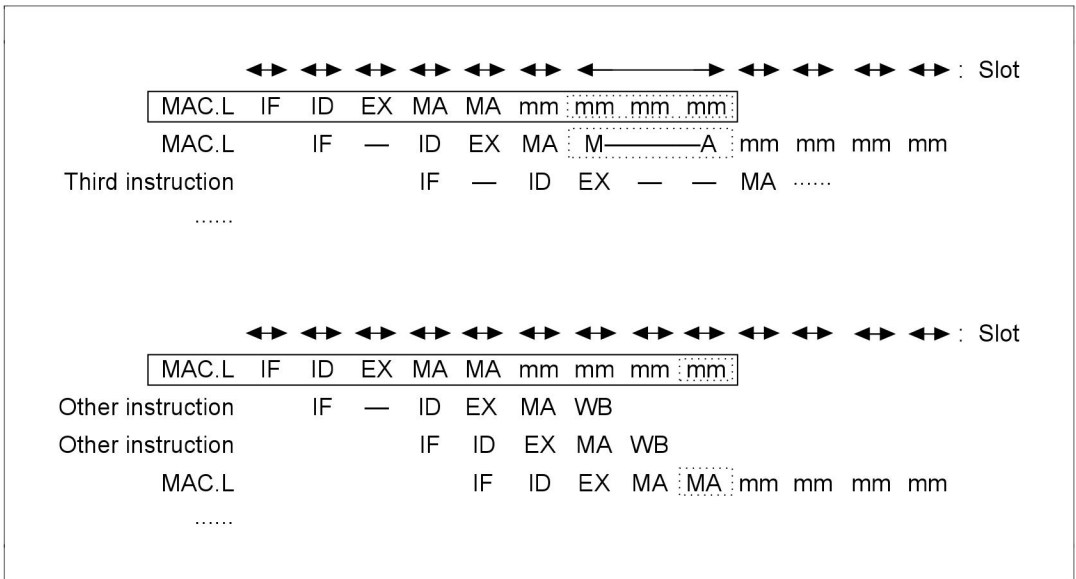 : Slot
MAC.L IF ID EX MA MA mm mm mm mm
MAC.L IF — ID EX MA M———A mm mm mm mm
Third instruction IF — ID EX — — MA ······
······
: Slot
MAC.L IF ID EX MA MA mm mm mm mm
Other instruction IF — ID EX MA WB
Other instruction IF ID EX MA WB
MAC.L IF ID EX MA MA mm mm mm mm
······